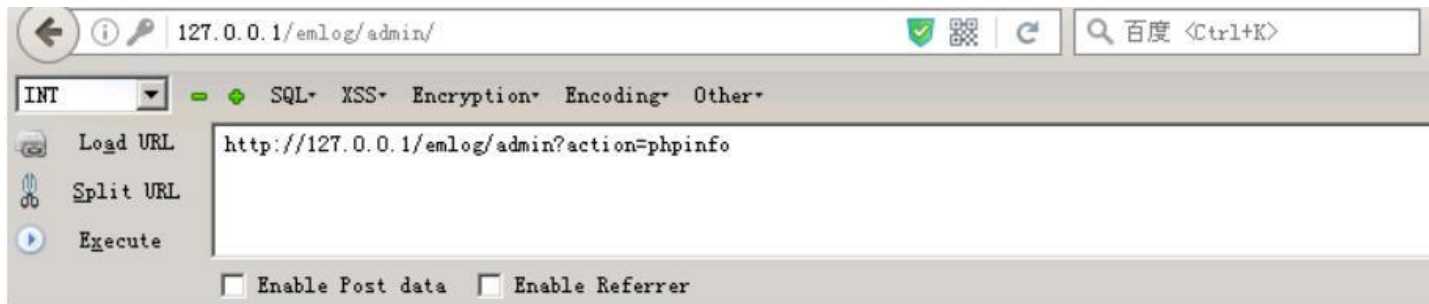 127.0.0.1/emlog/admin/
百度 <Ctrl+K>
INT SQL XSS Encryption Encoding Other
Load URL http://127.0.0.1/emlog/admin?action=phpinfo
Split URL
Execute
Enable Post data Enable Referrer